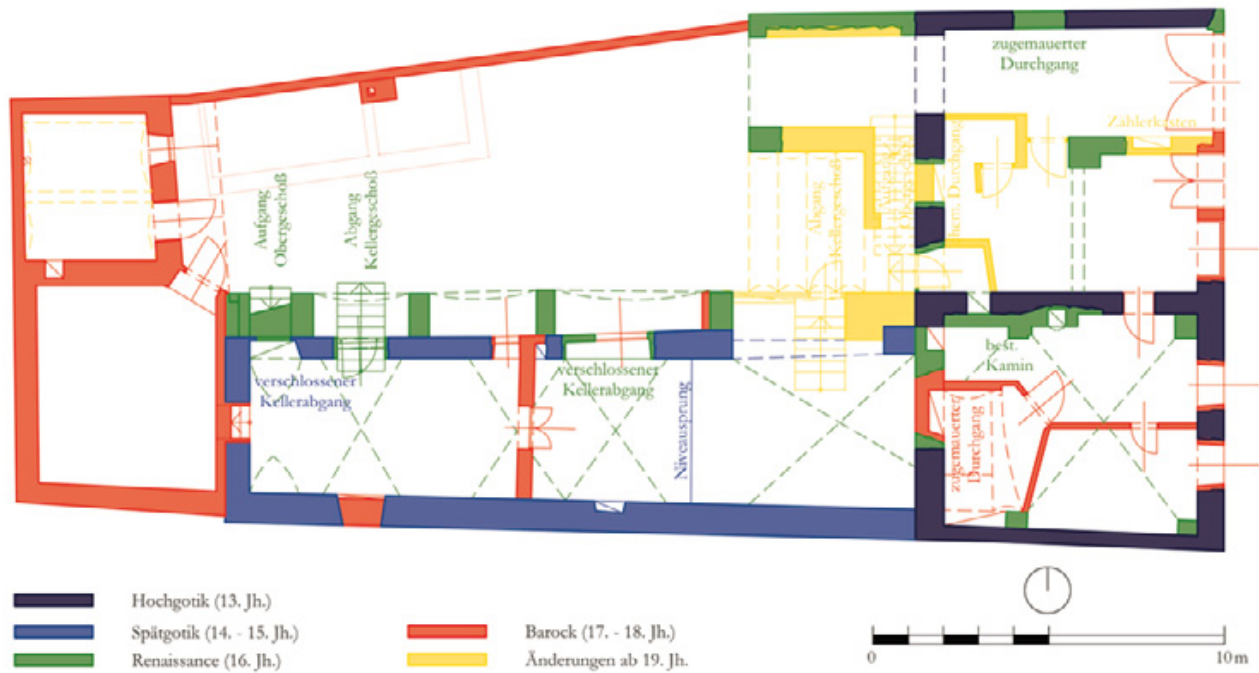 zugemauerter
Durchgang
Zählerkasten
Aufgang
Obergeschoß
Abgang
Kellergeschoß
Abgang
Kellergeschoß
Obergeschoß
Durchgang
verschlossener
Kellerabgang
verschlossener
Kellerabgang
Niveausprung
best.
Kamin
zugemauerter
Durchgang
Hochgotik (13. Jh.)
Spätgotik (14. - 15. Jh.)
Renaissance (16. Jh.)
Barock (17. - 18. Jh.)
Änderungen ab 19. Jh.
0
10 m